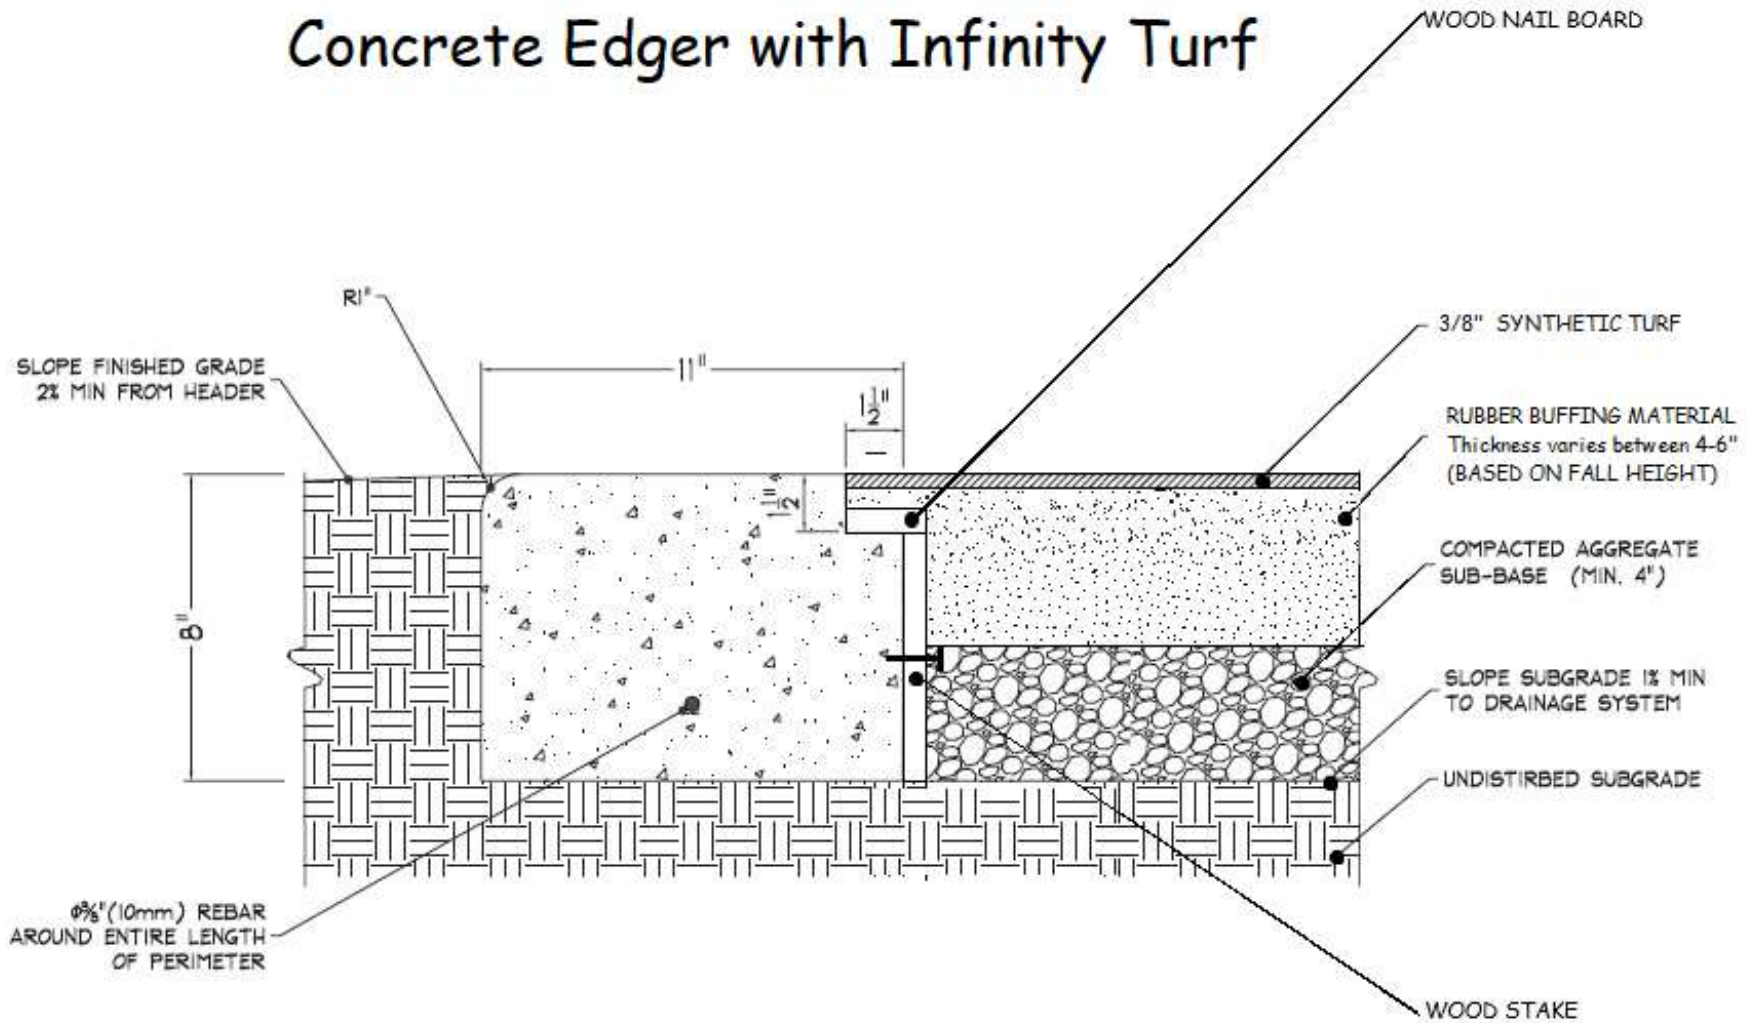 Concrete Edger with Infinity Turf
WOOD NAIL BOARD
R1"
SLOPE FINISHED GRADE
2% MIN FROM HEADER
11"
1 1/2"
1 1/2"
8"
3/8" SYNTHETIC TURF
RUBBER BUFFING MATERIAL
Thickness varies between 4-6"
(BASED ON FALL HEIGHT)
COMPACTED AGGREGATE
SUB-BASE (MIN. 4")
SLOPE SUBGRADE 1% MIN
TO DRAINAGE SYSTEM
UNDISTIRBED SUBGRADE
Φ3/8"(10mm) REBAR
AROUND ENTIRE LENGTH
OF PERIMETER
WOOD STAKE